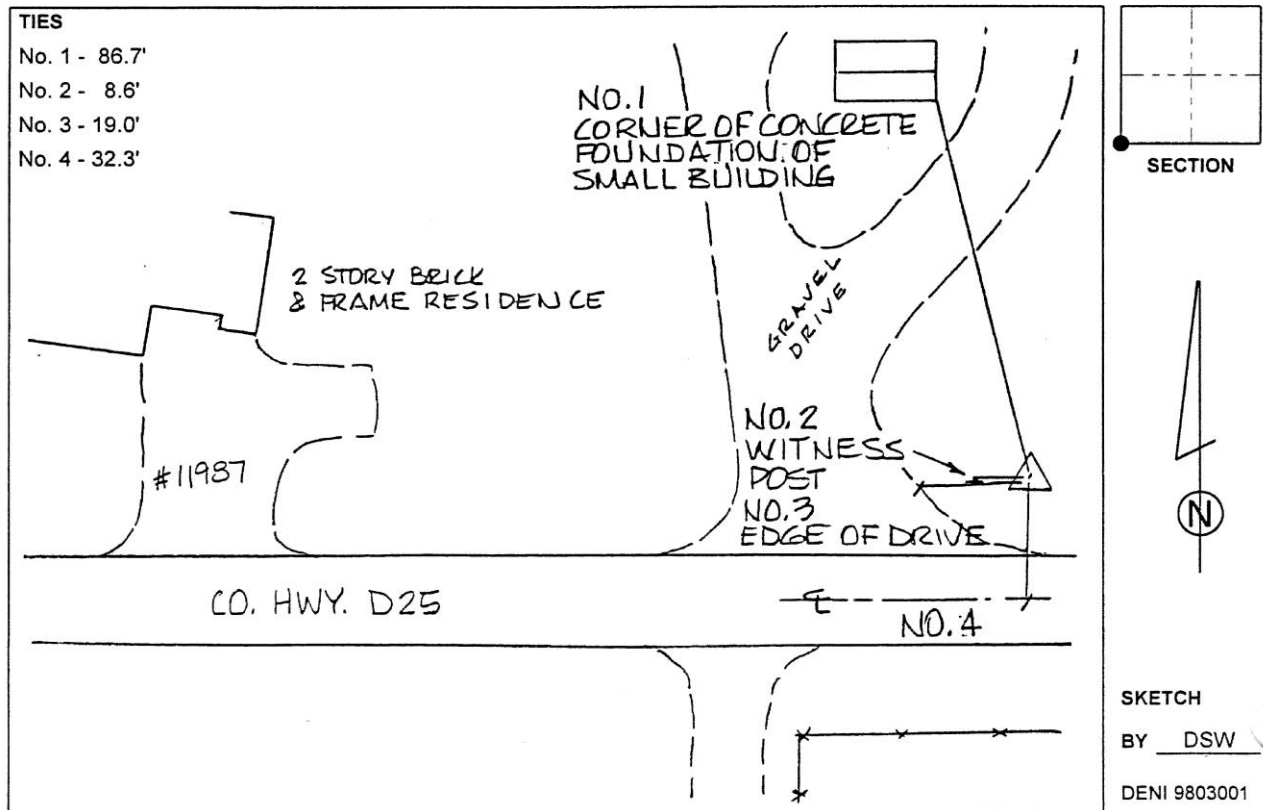 TIES
No. 1 - 86.7'
No. 2 - 8.6'
No. 3 - 19.0'
No. 4 - 32.3'
NO.1
CORNER OF CONCRETE
FOUNDATION OF
SMALL BUILDING
SECTION
2 STORY BRICK
& FRAME RESIDENCE
GRAVEL
DRIVE
NO. 2
WITNESS
POST
NO.3
EDGE OF DRIVE
#11987
N
CO. HWY. D25
℄
NO. 4
SKETCH
BY DSW
DENI 9803001